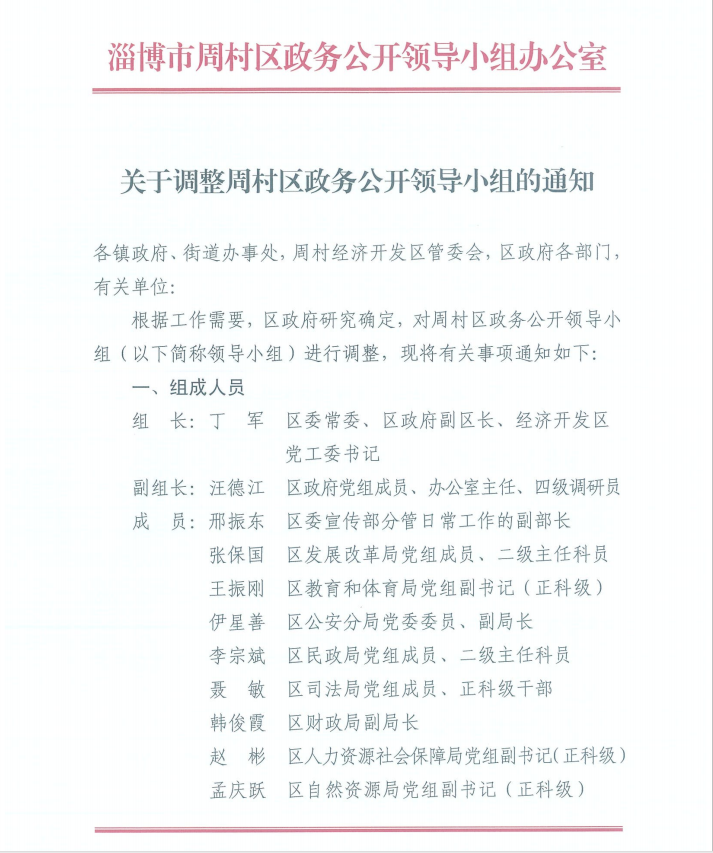 淄博市周村区政务公开领导小组办公室
关于调整周村区政务公开领导小组的通知
各镇政府、街道办事处，周村经济开发区管委会，区政府各部门，
有关单位：
根据工作需要，区政府研究确定，对周村区政务公开领导小
组（以下简称领导小组）进行调整，现将有关事项通知如下：
一、组成人员
组 长：丁 军 区委常委、区政府副区长、经济开发区
党工委书记
副组长：汪德江 区政府党组成员、办公室主任、四级调研员
成 员：邢振东 区委宣传部分管日常工作的副部长
张保国 区发展改革局党组成员、二级主任科员
王振刚 区教育和体育局党组副书记（正科级）
伊星善 区公安分局党委委员、副局长
李宗斌 区民政局党组成员、二级主任科员
聂 敏 区司法局党组成员、正科级干部
韩俊霞 区财政局副局长
赵 彬 区人力资源社会保障局党组副书记（正科级）
孟庆跃 区自然资源局党组副书记（正科级）